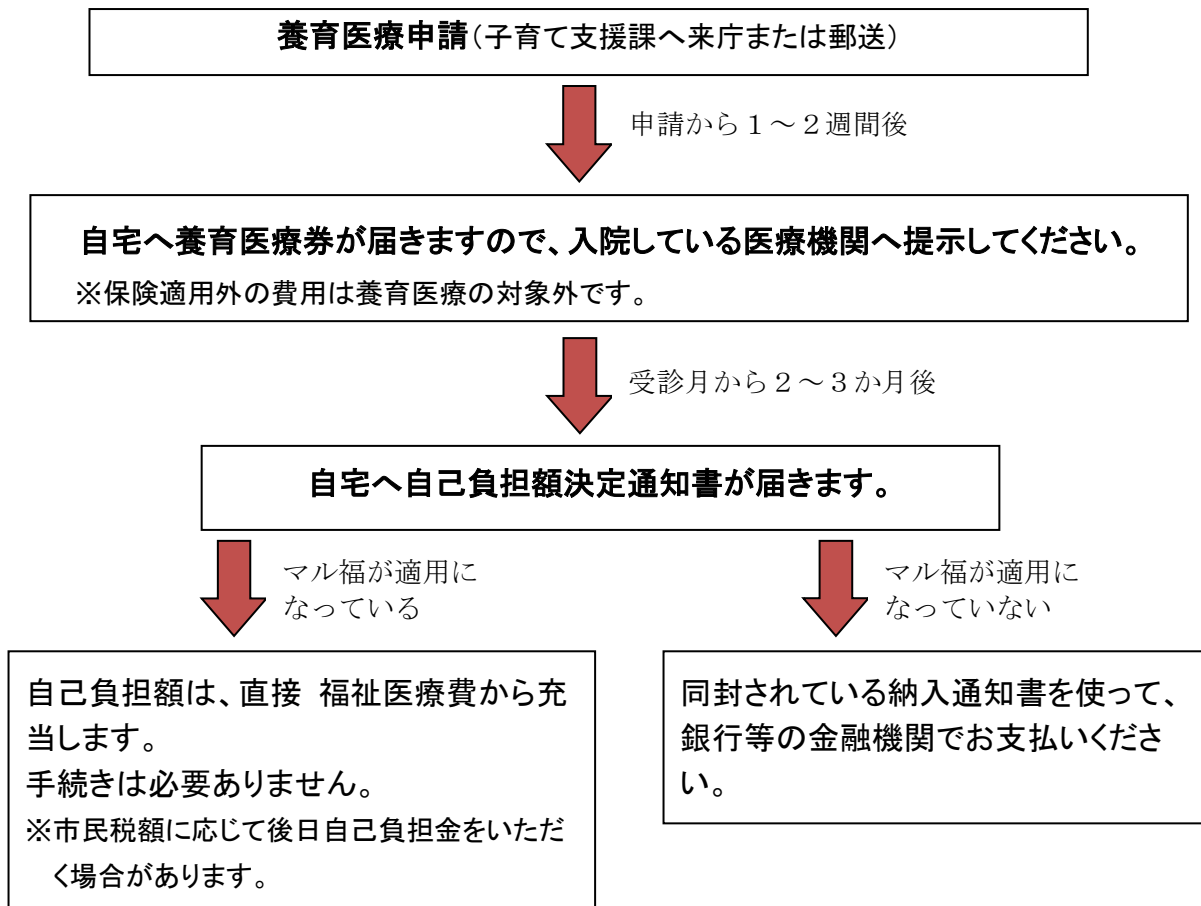 養育医療申請(子育て支援課へ来庁または郵送)
申請から１～２週間後
自宅へ養育医療券が届きますので、入院している医療機関へ提示してください。
※保険適用外の費用は養育医療の対象外です。
受診月から２～３か月後
自宅へ自己負担額決定通知書が届きます。
マル福が適用に
なっている
マル福が適用に
なっていない
自己負担額は、直接 福祉医療費から充
当します。
手続きは必要ありません。
※市民税額に応じて後日自己負担金をいただ
く場合があります。
同封されている納入通知書を使って、
銀行等の金融機関でお支払いくださ
い。